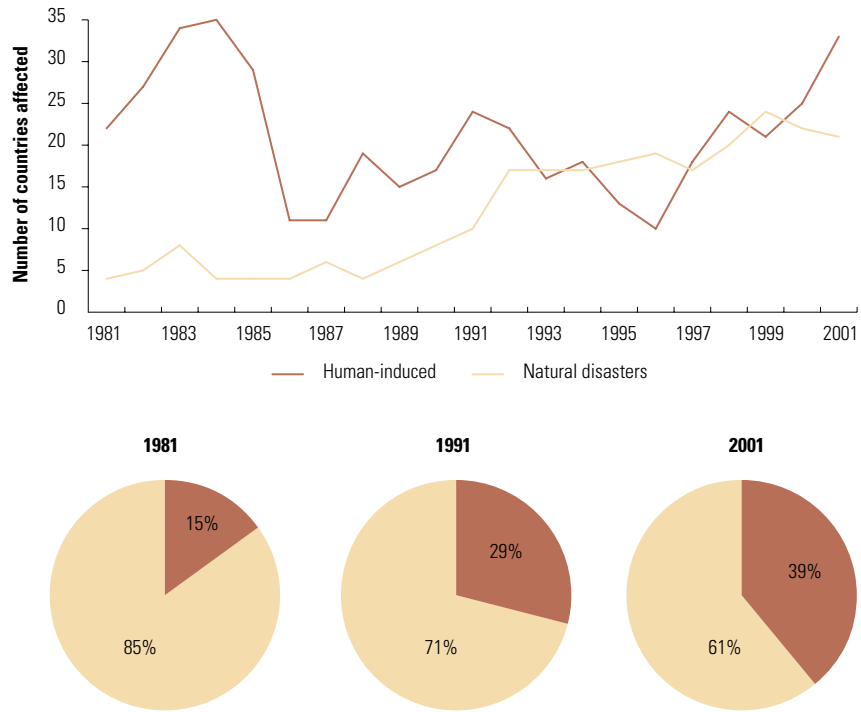 Number of countries affected
35
30
25
20
15
10
5
0
1981 1983 1985 1987 1989 1991 1993 1995 1997 1999 2001
Human-induced Natural disasters
1981 1991 2001
15% 29% 39%
85% 71% 61%